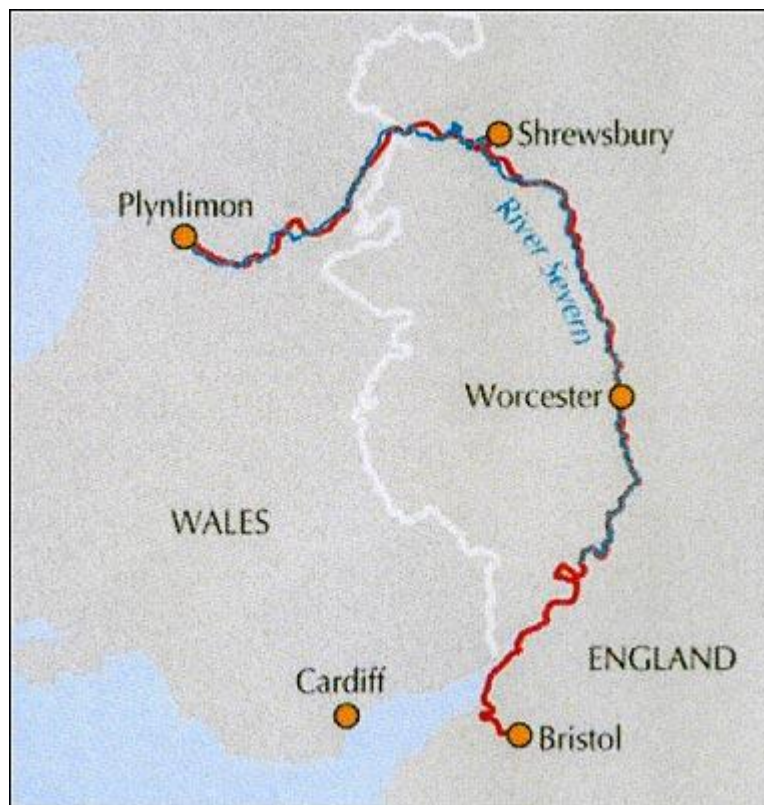 Shrewsbury
Plynlimon
River Severn
Worcester
WALES
ENGLAND
Cardiff
Bristol